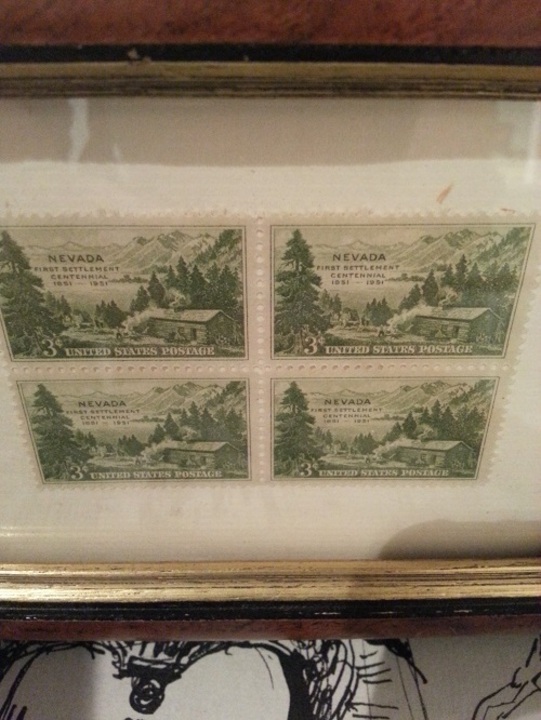 NEVADA
FIRST SETTLEMENT
CENTENNIAL
1851 — 1951
3¢ UNITED STATES POSTAGE
NEVADA
FIRST SETTLEMENT
CENTENNIAL
1851 — 1951
3¢ UNITED STATES POSTAGE
NEVADA
FIRST SETTLEMENT
CENTENNIAL
1851 — 1951
3¢ UNITED STATES POSTAGE
NEVADA
FIRST SETTLEMENT
CENTENNIAL
1851 — 1951
3¢ UNITED STATES POSTAGE